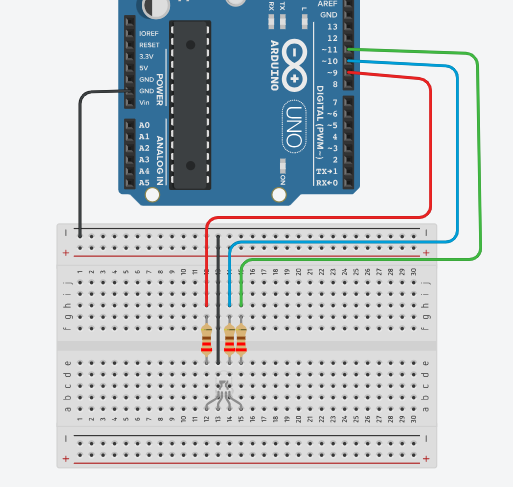 RX
TX
L
AREF
GND
13
12
~11
~10
~9
8
7
~6
~5
4
~3
2
TX→1
RX←0
DIGITAL (PWM~)
ARDUINO
UNO
ON
IOREF
RESET
3.3V
5V
GND
GND
Vin
POWER
A0
A1
A2
A3
A4
A5
ANALOG IN
− −
+ +
1 2 3 4 5 6 7 8 9 10 11 12 13 14 15 16 17 18 19 20 21 22 23 24 25 26 27 28 29 30
j j
i i
h h
g g
f f
e e
d d
c c
b b
a a
1 2 3 4 5 6 7 8 9 10 11 12 13 14 15 16 17 18 19 20 21 22 23 24 25 26 27 28 29 30
− −
+ +